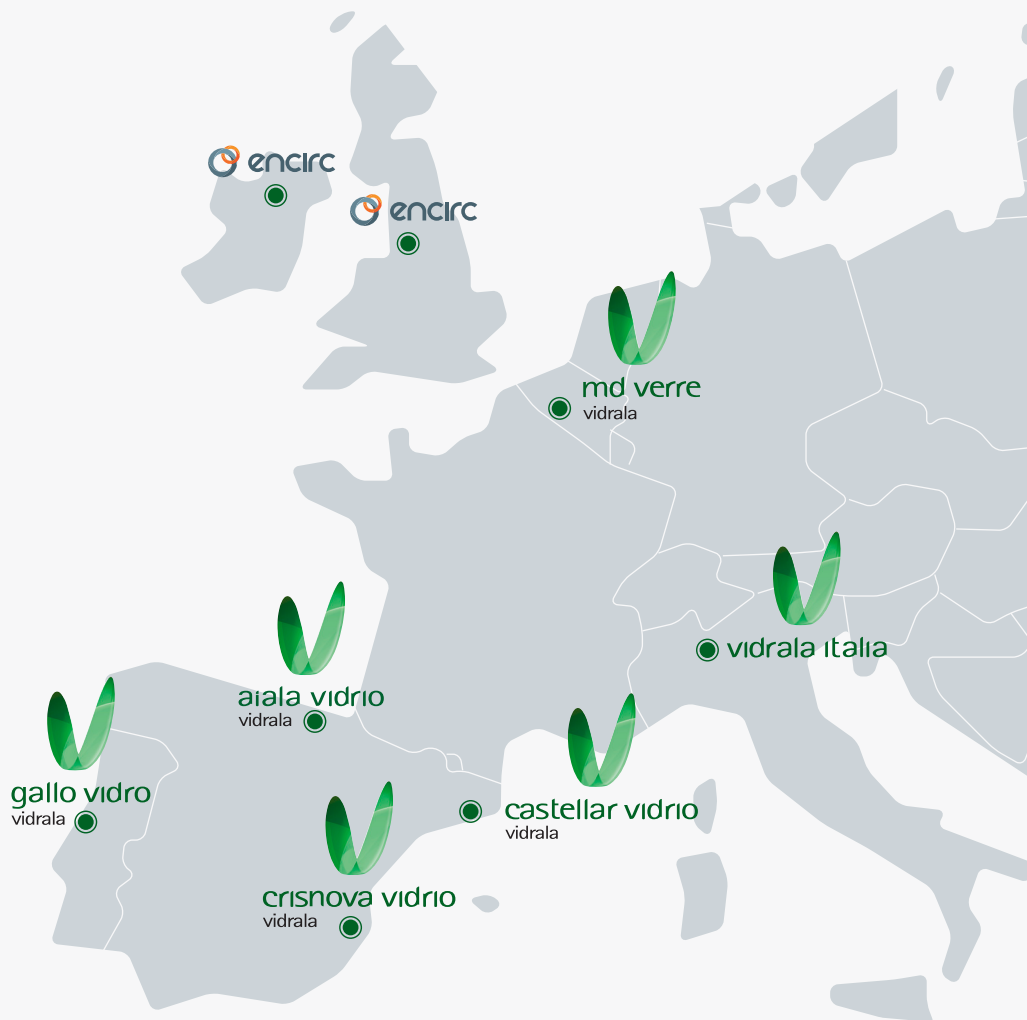 encirc
encirc
md verre
vidrala
vidrala italia
aiala vidrio
vidrala
gallo vidro
vidrala
castellar vidrio
vidrala
crisnova vidrio
vidrala